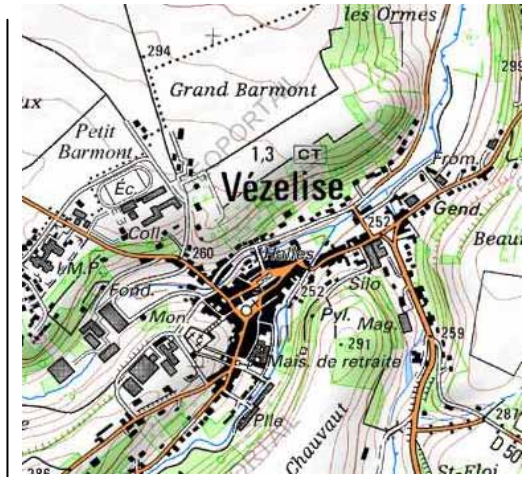 les Ormes
294
299
Grand Barmont
ux
Petit
Barmont
1,3 CT
From.
Éc.
Vézelise
Gend.
252
Coll.
260
Halles
Beau
I.M.P.
Fond.
252
Silo
Mon.
Pyl.
Mag.
259
291
Mais. de retraite
Plle
287
Chauvaut
D 50
286
St-Eloi
GEOPORTAIL